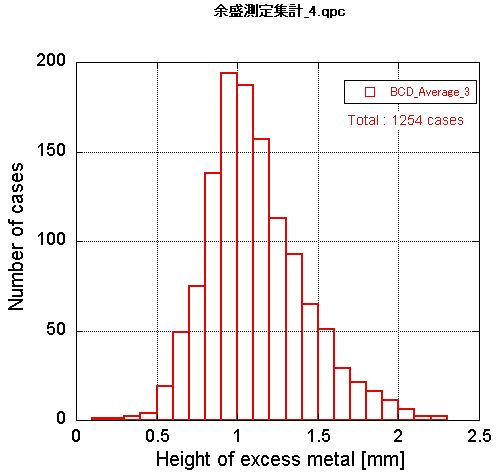 余盛測定集計_4.qpc
200
BCD_Average_3
Total : 1254 cases
150
100
50
0
Number of cases
0 0.5 1 1.5 2 2.5
Height of excess metal [mm]